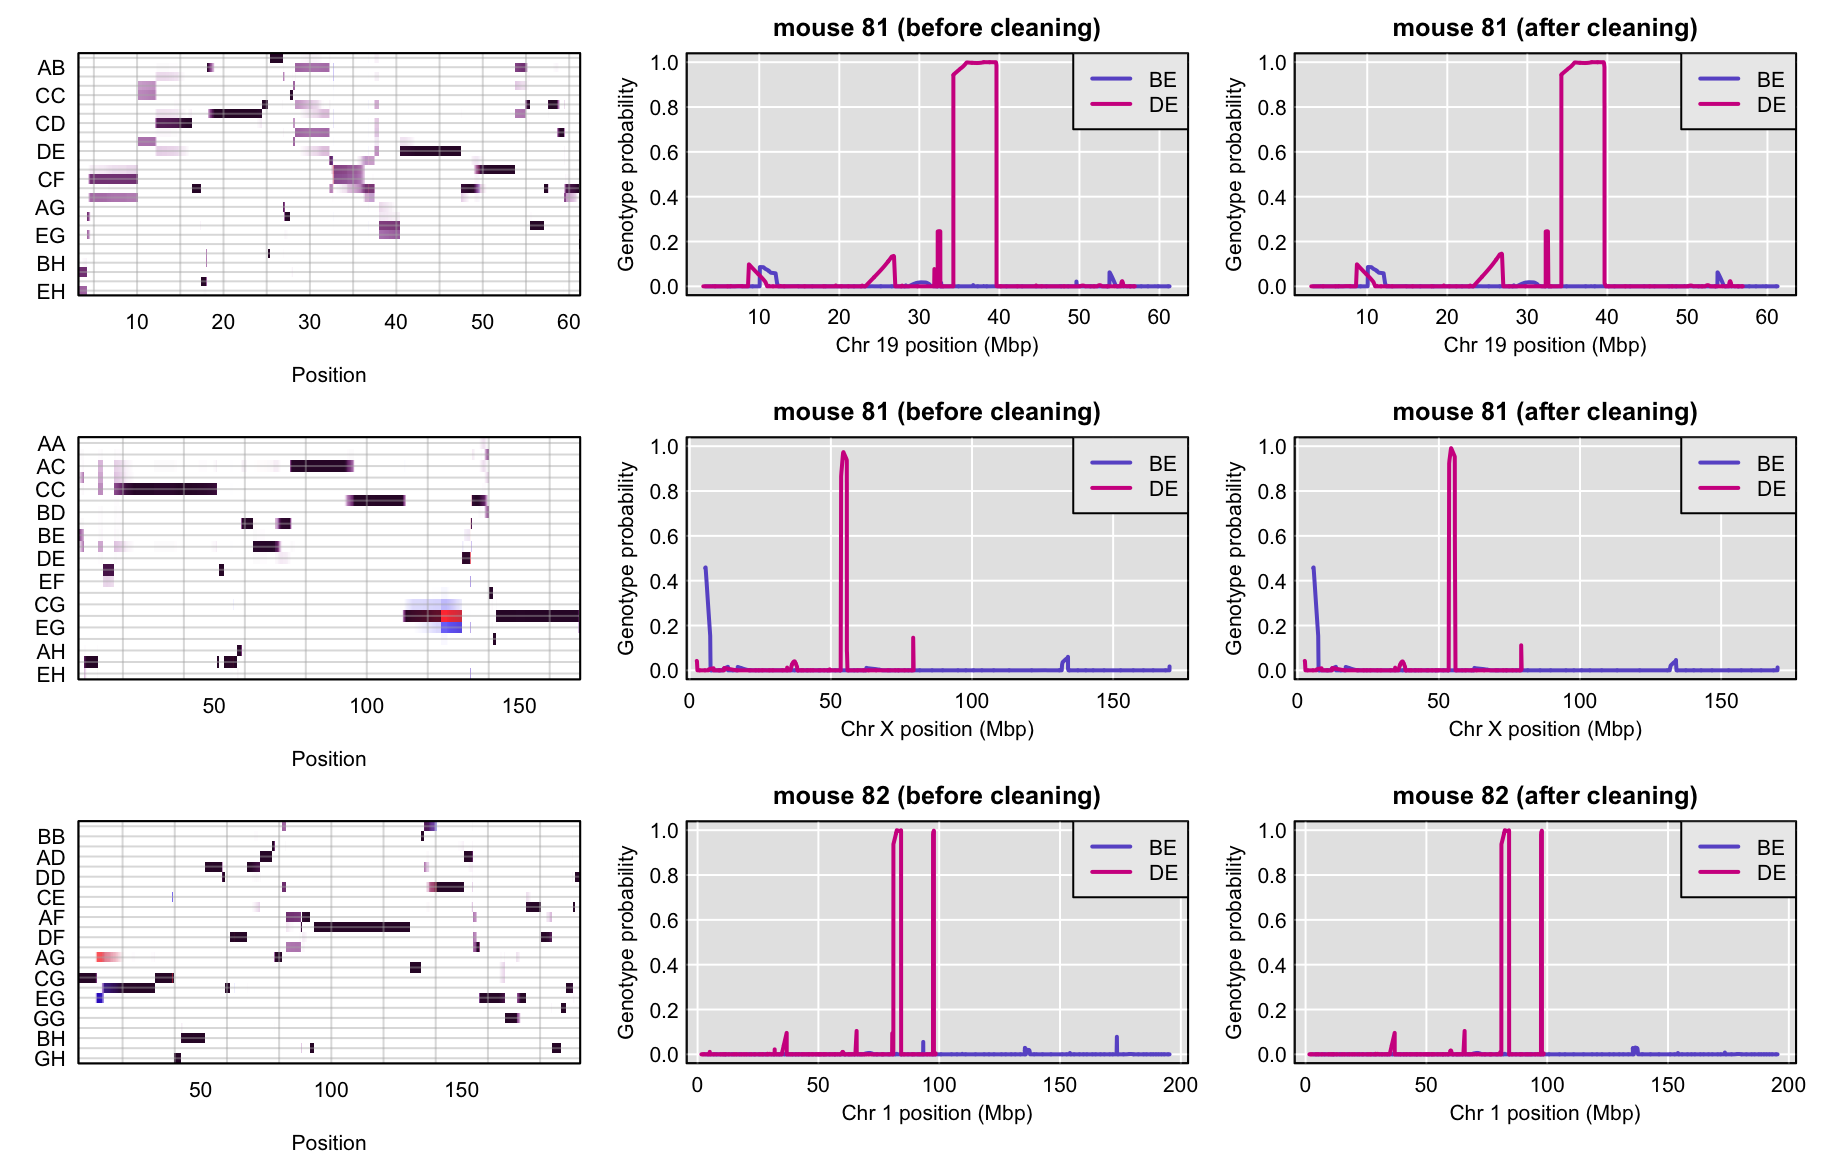 AB
CC
CD
DE
CF
AG
EG
BH
EH
10 20 30 40 50 60
Position
mouse 81 (before cleaning)
Genotype probability
1.0
0.8
0.6
0.4
0.2
0.0
BE
DE
10 20 30 40 50 60
Chr 19 position (Mbp)
mouse 81 (after cleaning)
Genotype probability
1.0
0.8
0.6
0.4
0.2
0.0
BE
DE
10 20 30 40 50 60
Chr 19 position (Mbp)
AA
AC
CC
BD
BE
DE
EF
CG
EG
AH
EH
50 100 150
Position
mouse 81 (before cleaning)
Genotype probability
1.0
0.8
0.6
0.4
0.2
0.0
BE
DE
0 50 100 150
Chr X position (Mbp)
mouse 81 (after cleaning)
Genotype probability
1.0
0.8
0.6
0.4
0.2
0.0
BE
DE
0 50 100 150
Chr X position (Mbp)
BB
AD
DD
CE
AF
DF
AG
CG
EG
GG
BH
GH
50 100 150
Position
mouse 82 (before cleaning)
Genotype probability
1.0
0.8
0.6
0.4
0.2
0.0
BE
DE
0 50 100 150 200
Chr 1 position (Mbp)
mouse 82 (after cleaning)
Genotype probability
1.0
0.8
0.6
0.4
0.2
0.0
BE
DE
0 50 100 150 200
Chr 1 position (Mbp)